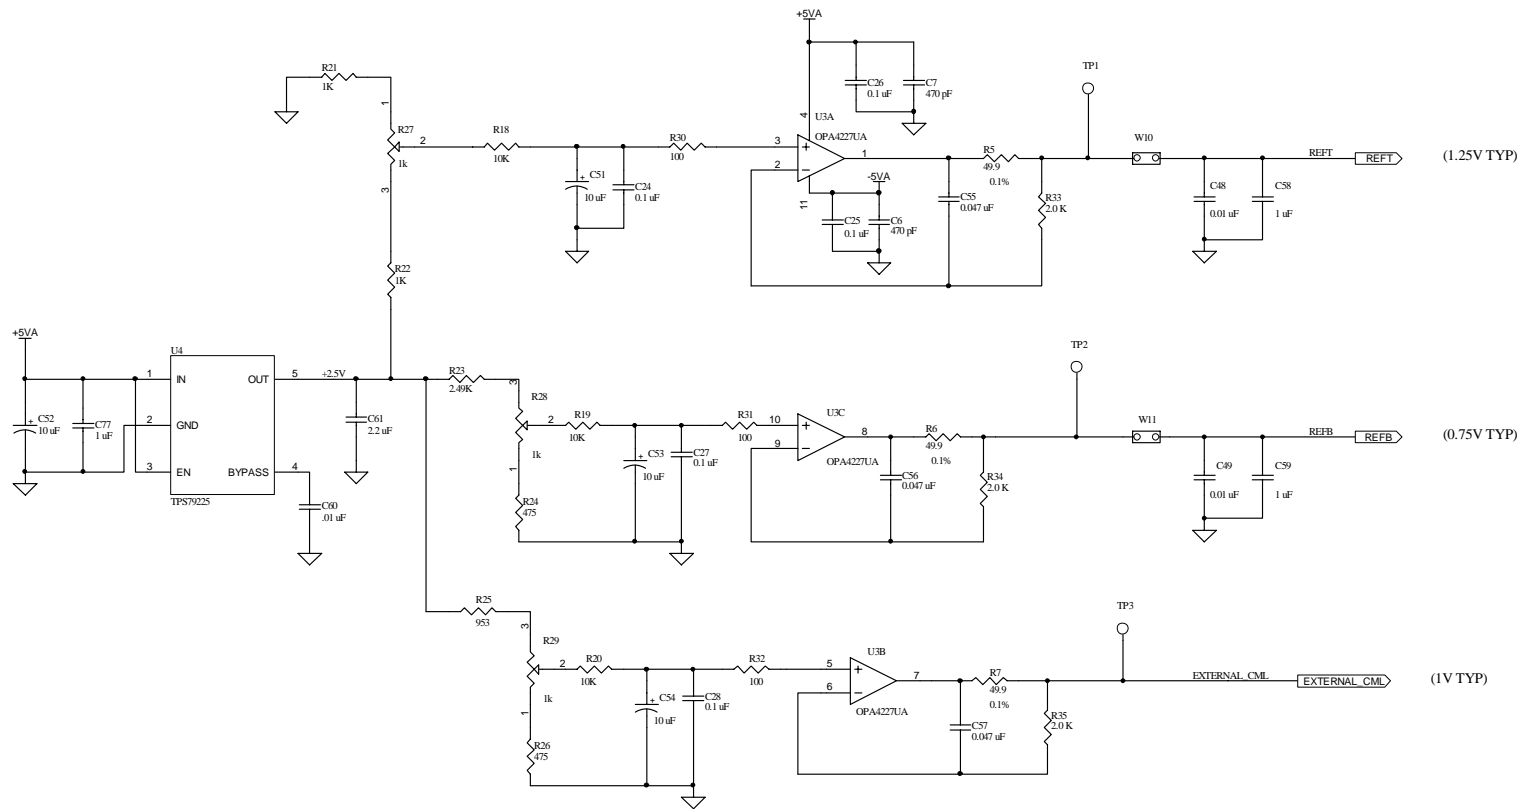 +5VA
R21
1K
1
R27
2
1k
3
R18
10K
C51
10 uF
C24
0.1 uF
R30
100
C26
0.1 uF
C7
470 pF
4
U3A
OPA4227UA
3
2
1
-5VA
11
C25
0.1 uF
C6
470 pF
R5
49.9
0.1%
C55
0.047 uF
R33
2.0 K
TP1
W10
REFT
REFT
(1.25V TYP)
C48
0.01 uF
C58
1 uF
R22
1K
+5VA
U4
1
IN
OUT
5
+2.5V
2
GND
3
EN
BYPASS
4
TPS79225
C52
10 uF
C77
1 uF
C61
2.2 uF
C60
.01 uF
R23
2.49K
3
R28
2
1k
1
R24
475
R19
10K
C53
10 uF
C27
0.1 uF
R31
100
10
9
U3C
8
OPA4227UA
R6
49.9
0.1%
C56
0.047 uF
R34
2.0 K
TP2
W11
REFB
REFB
(0.75V TYP)
C49
0.01 uF
C59
1 uF
R25
953
3
R29
2
1k
1
R26
475
R20
10K
C54
10 uF
C28
0.1 uF
R32
100
5
6
U3B
7
OPA4227UA
R7
49.9
0.1%
C57
0.047 uF
R35
2.0 K
TP3
EXTERNAL_CML
EXTERNAL_CML
(1V TYP)